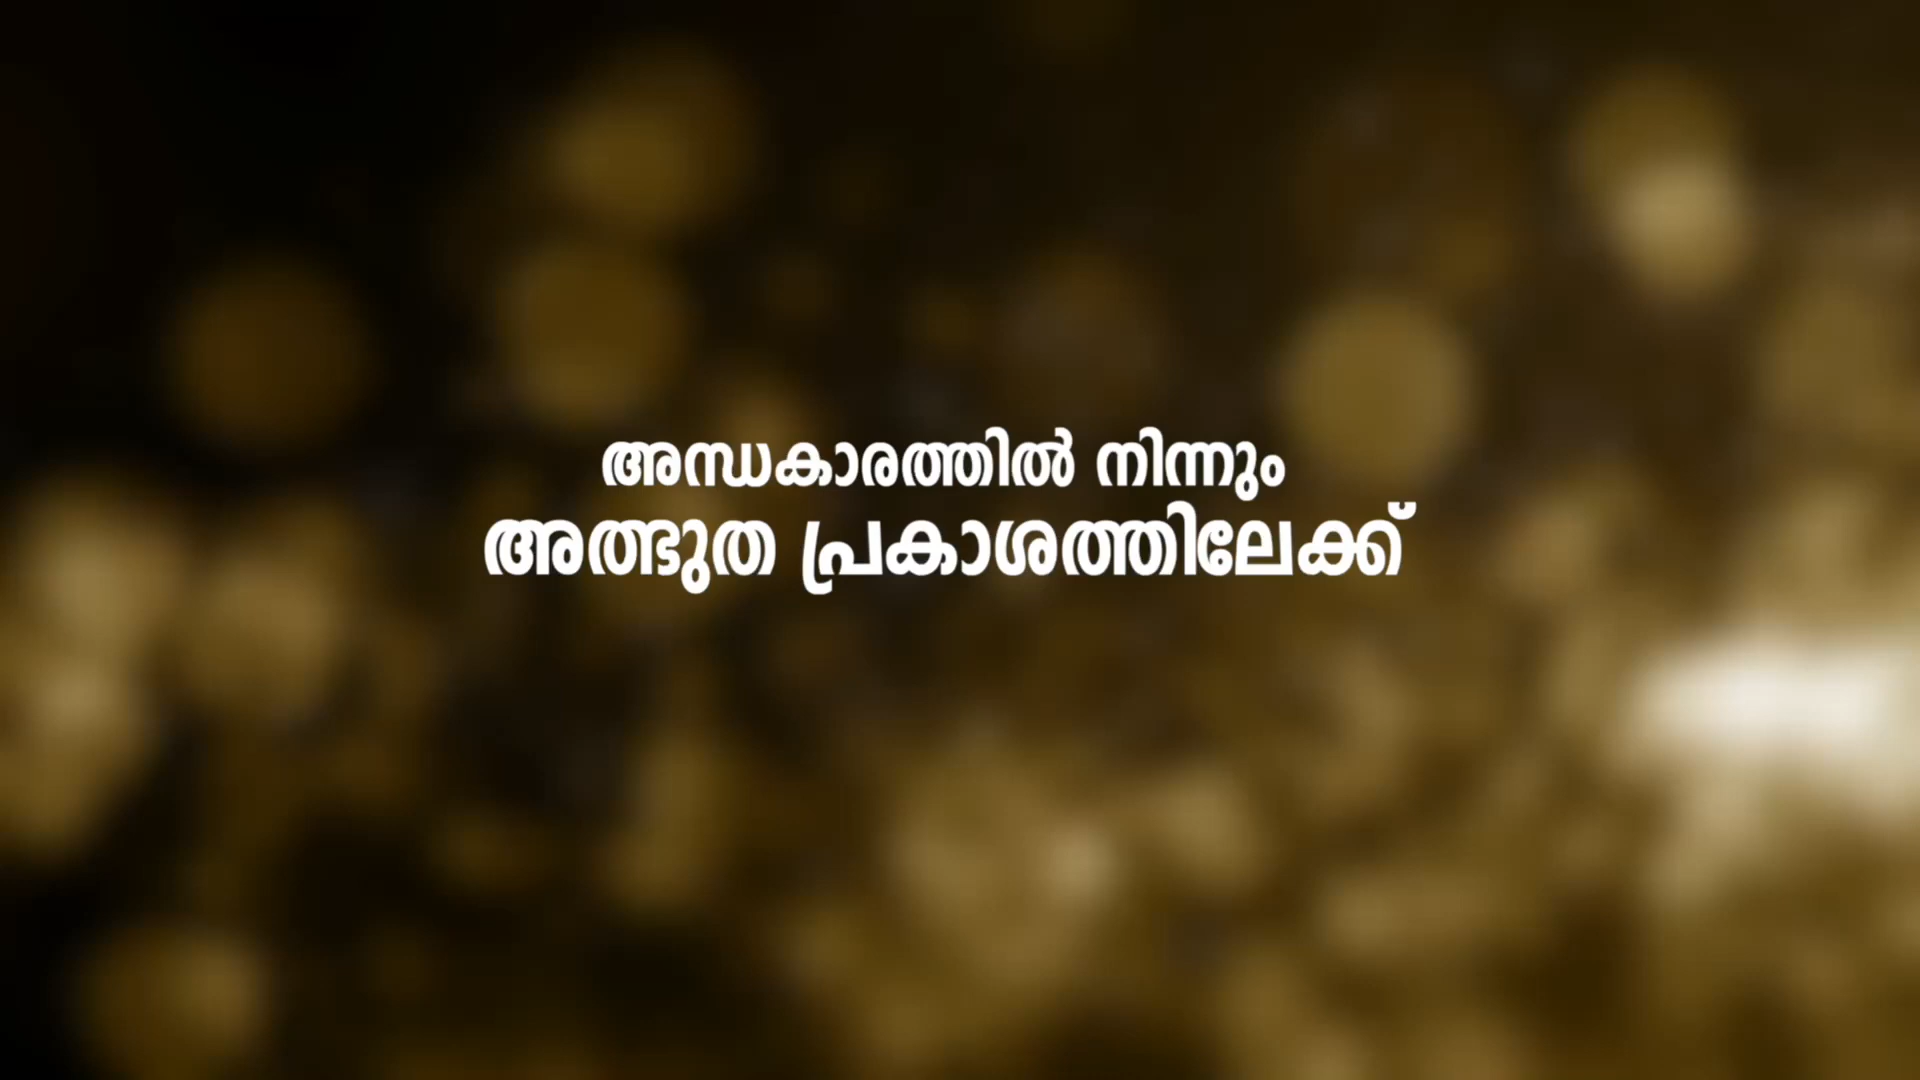 അന്ധകാരത്തിൽ നിന്നും
അത്ഭുത പ്രകാശത്തിലേക്ക്